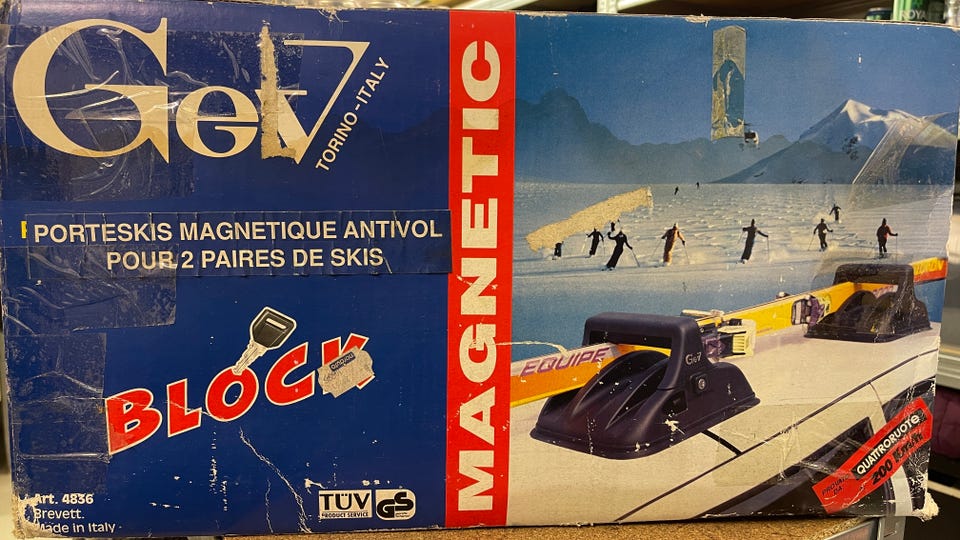 Gev
TORINO-ITALY
PORTESKIS MAGNETIQUE ANTIVOL
POUR 2 PAIRES DE SKIS
BLOCK
Art. 4836
Brevett.
Made in Italy
TÜV
PRODUCT SERVICE
GS
MAGNETIC
EQUIPE
Gev
QUATTRORUOTE